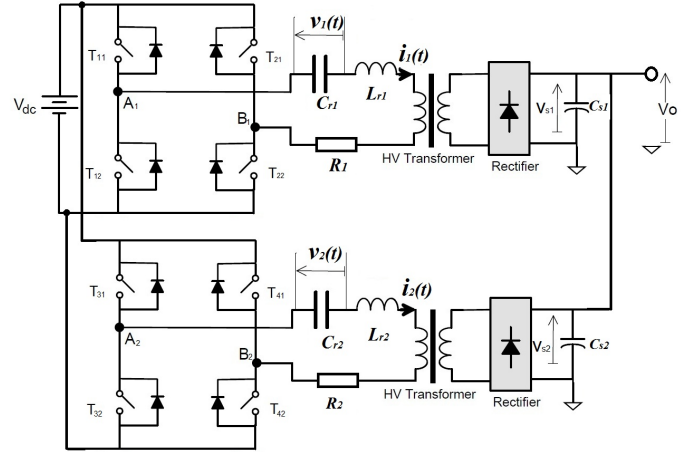 v1(t)
i1(t)
T11
T21
Cr1
Lr1
Vdc
A1
B1
Vs1
Cs1
Vo
T12
T22
R1
HV Transformer
Rectifier
v2(t)
i2(t)
T31
T41
Cr2
Lr2
A2
B2
Vs2
Cs2
T32
T42
R2
HV Transformer
Rectifier